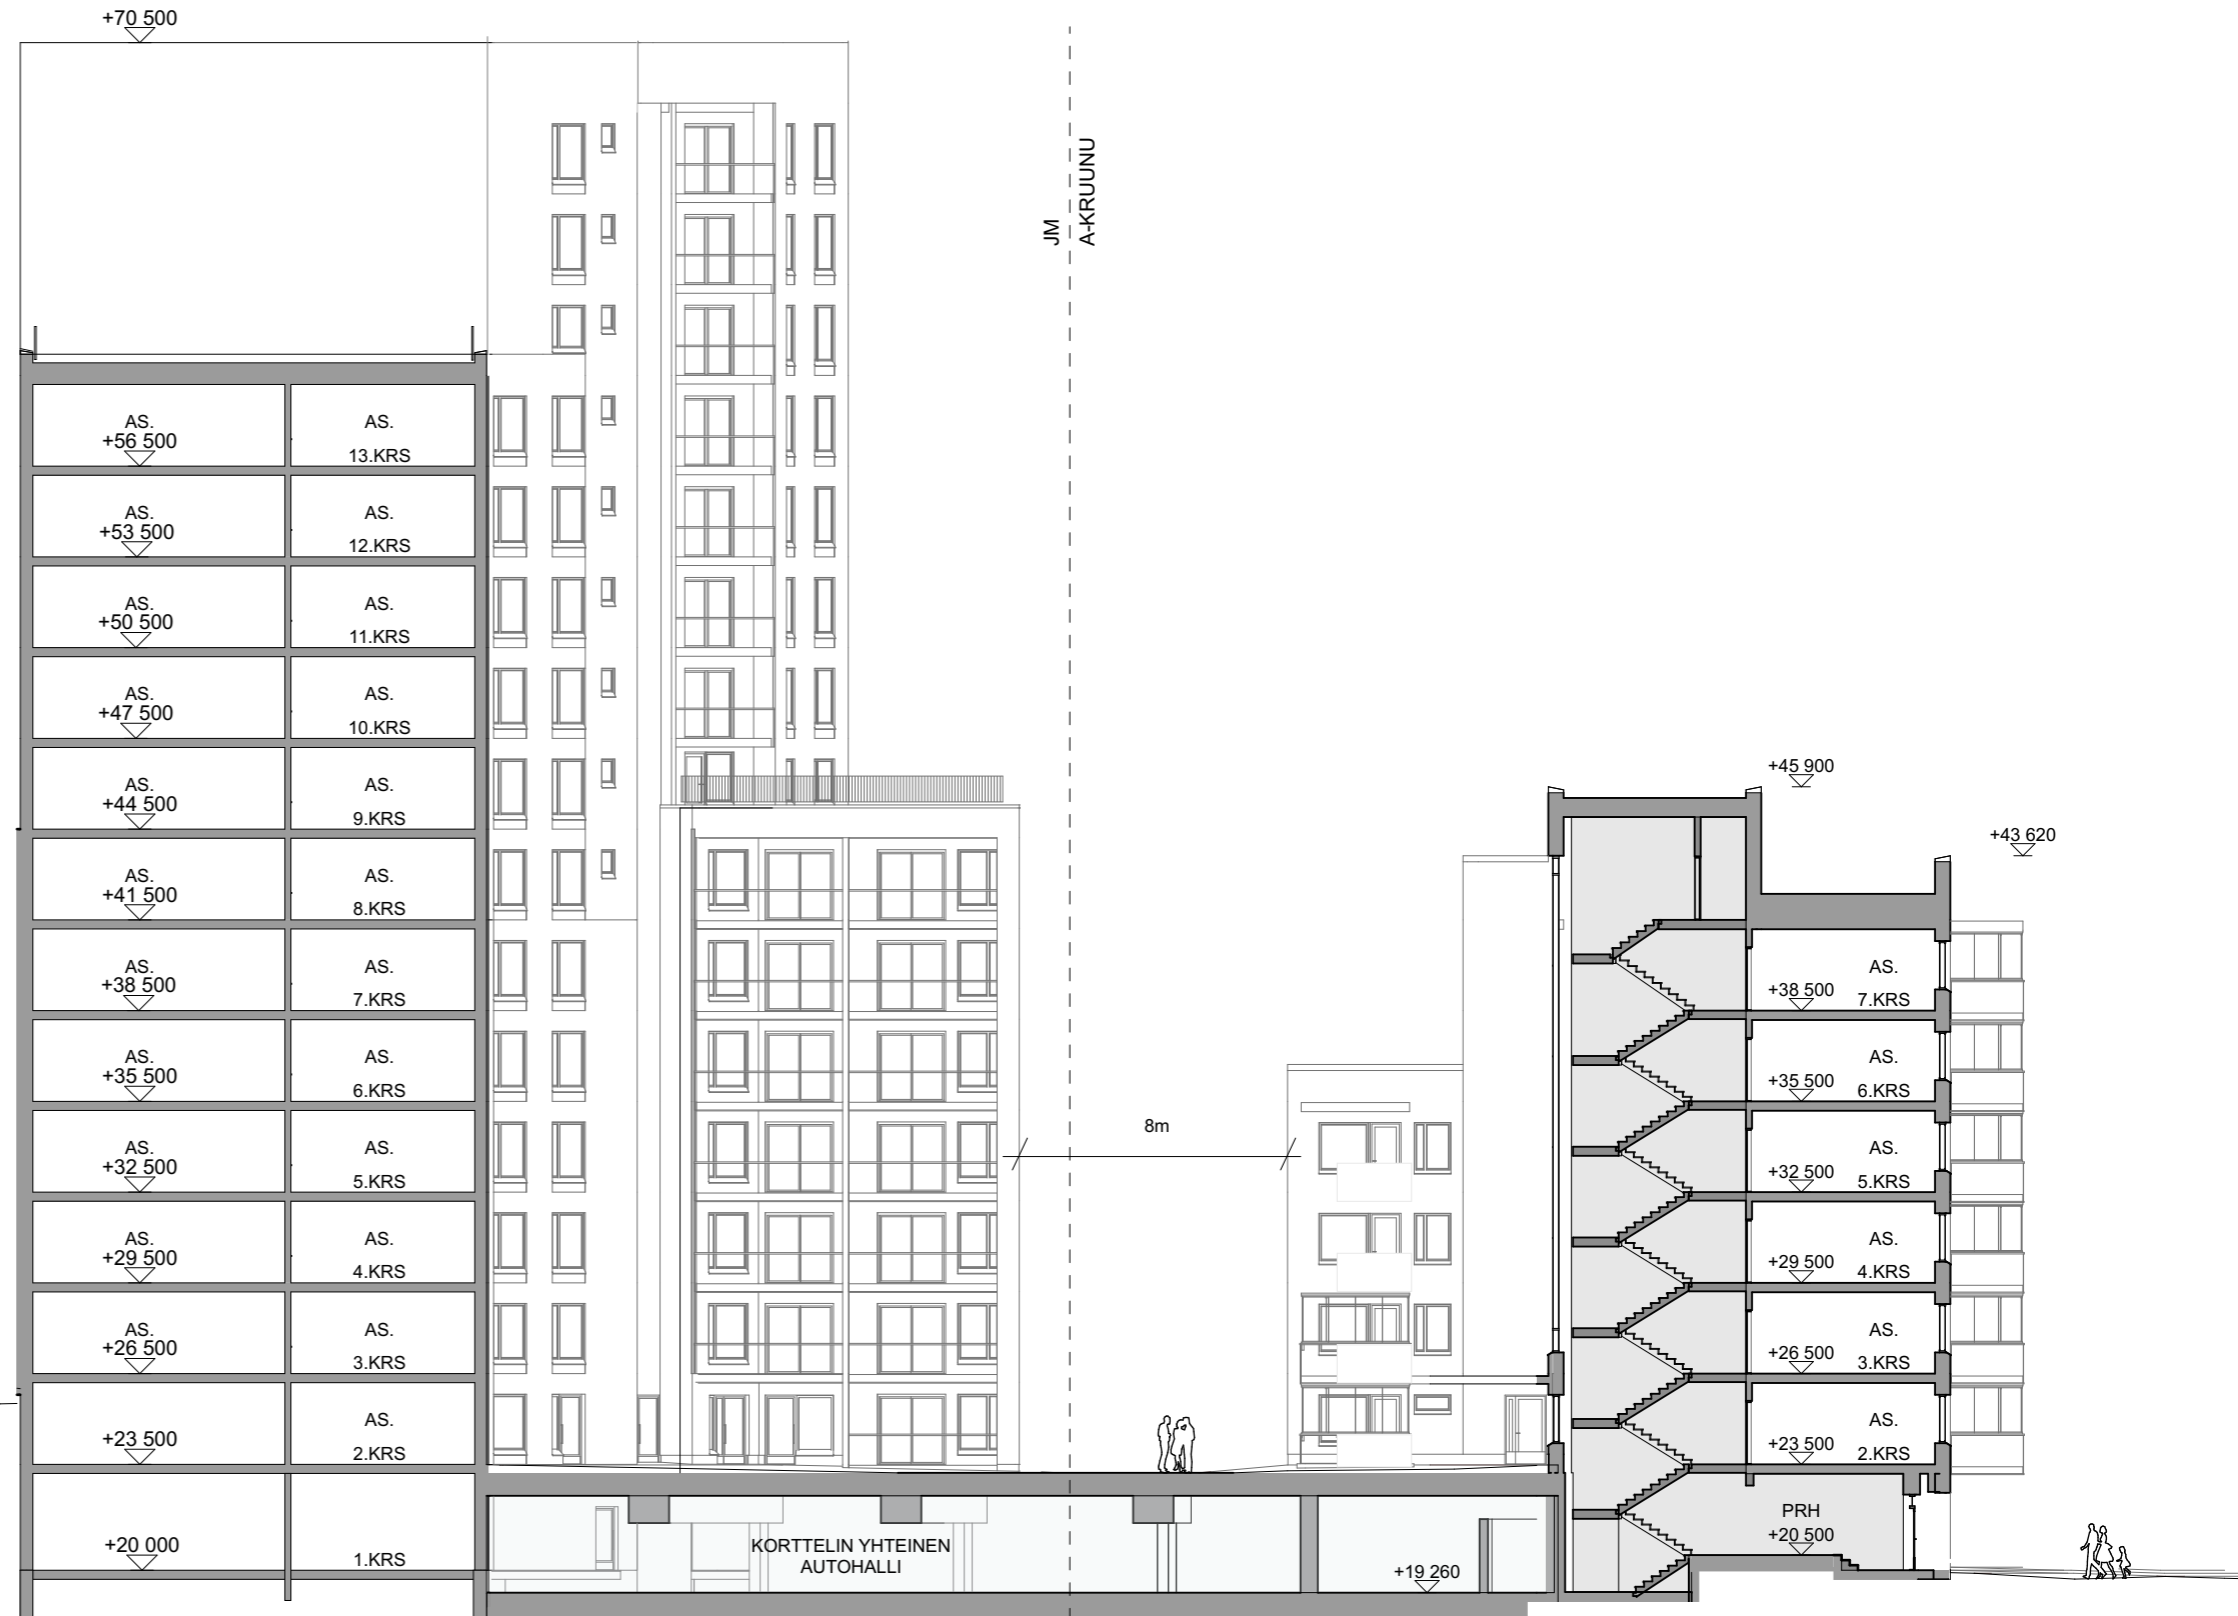 +70 500
JM
A-KRUUNU
AS.
+56 500
AS.
13.KRS
AS.
+53 500
AS.
12.KRS
AS.
+50 500
AS.
11.KRS
AS.
+47 500
AS.
10.KRS
AS.
+44 500
AS.
9.KRS
AS.
+41 500
AS.
8.KRS
AS.
+38 500
AS.
7.KRS
AS.
+35 500
AS.
6.KRS
AS.
+32 500
AS.
5.KRS
AS.
+29 500
AS.
4.KRS
AS.
+26 500
AS.
3.KRS
AS.
+23 500
AS.
2.KRS
+20 000
1.KRS
KORTTELIN YHTEINEN
AUTOHALLI
+19 260
8m
+45 900
+43 620
AS.
+38 500
7.KRS
AS.
+35 500
6.KRS
AS.
+32 500
5.KRS
AS.
+29 500
4.KRS
AS.
+26 500
3.KRS
AS.
+23 500
2.KRS
PRH
+20 500